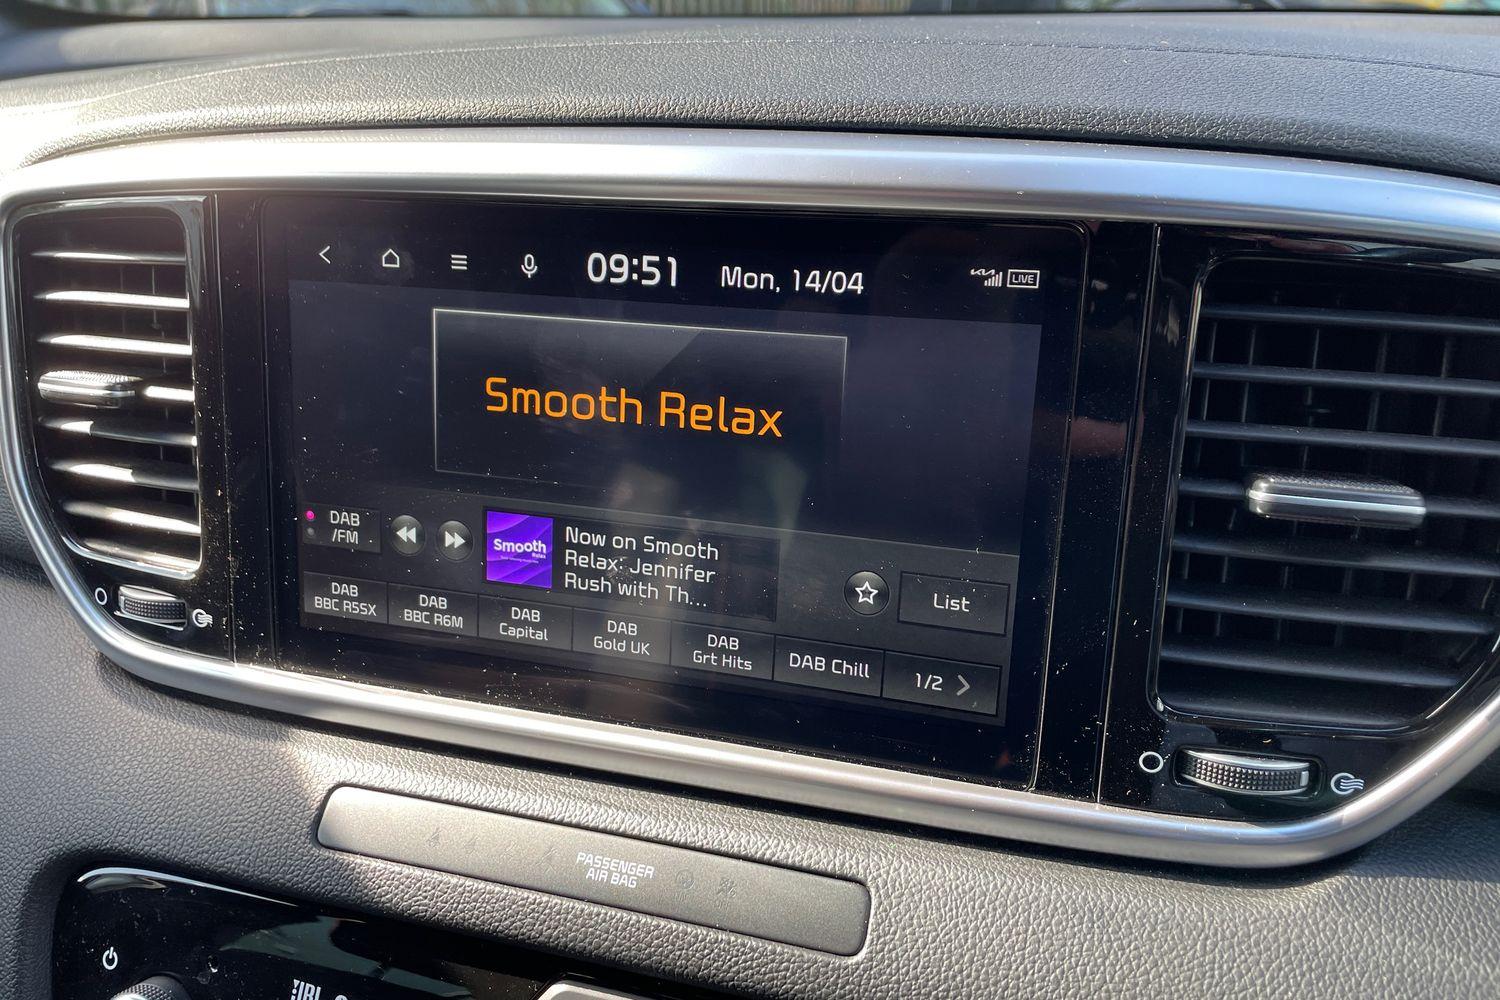 09:51 Mon, 14/04 LIVE
Smooth Relax
DAB
/FM
Smooth
Relax
Now on Smooth
Relax: Jennifer
Rush with Th...
List
DAB
BBC R5SX
DAB
BBC R6M
DAB
Capital
DAB
Gold UK
DAB
Grt Hits
DAB Chill
1/2
PASSENGER
AIR BAG
JBL